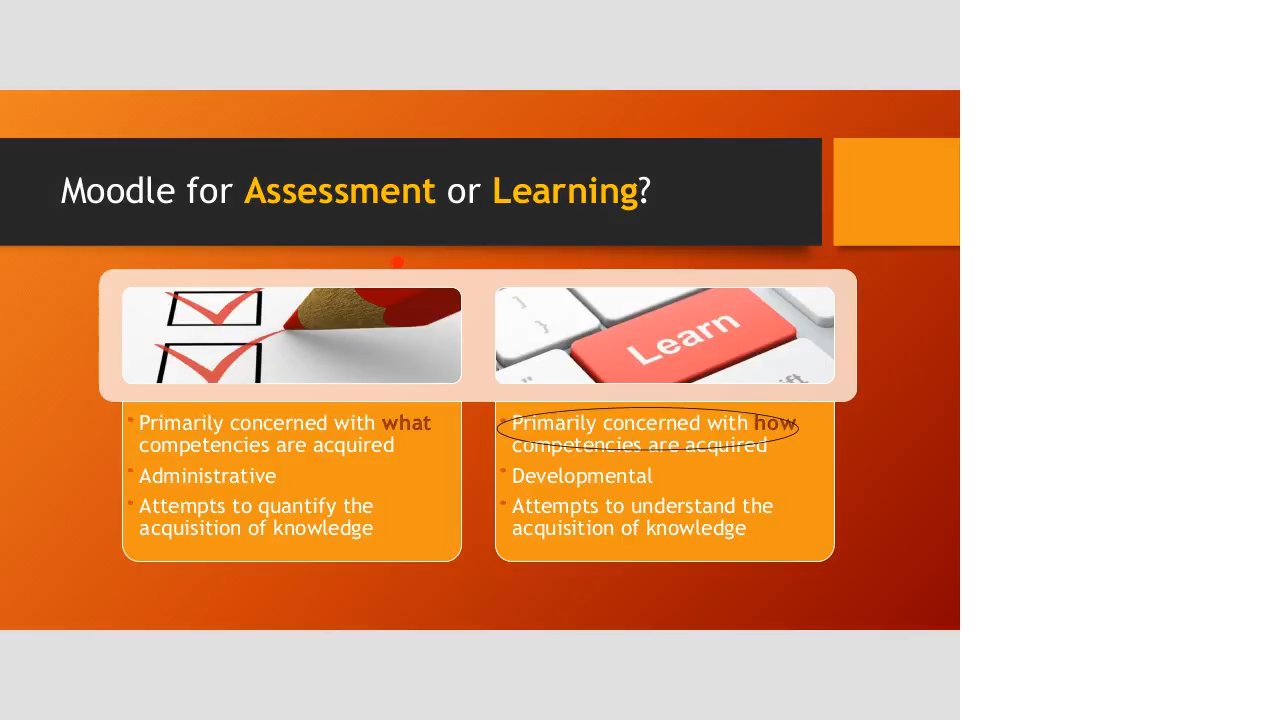 Moodle for Assessment or Learning?
Learn
Primarily concerned with what
competencies are acquired
Administrative
Attempts to quantify the
acquisition of knowledge
Primarily concerned with how
competencies are acquired
Developmental
Attempts to understand the
acquisition of knowledge